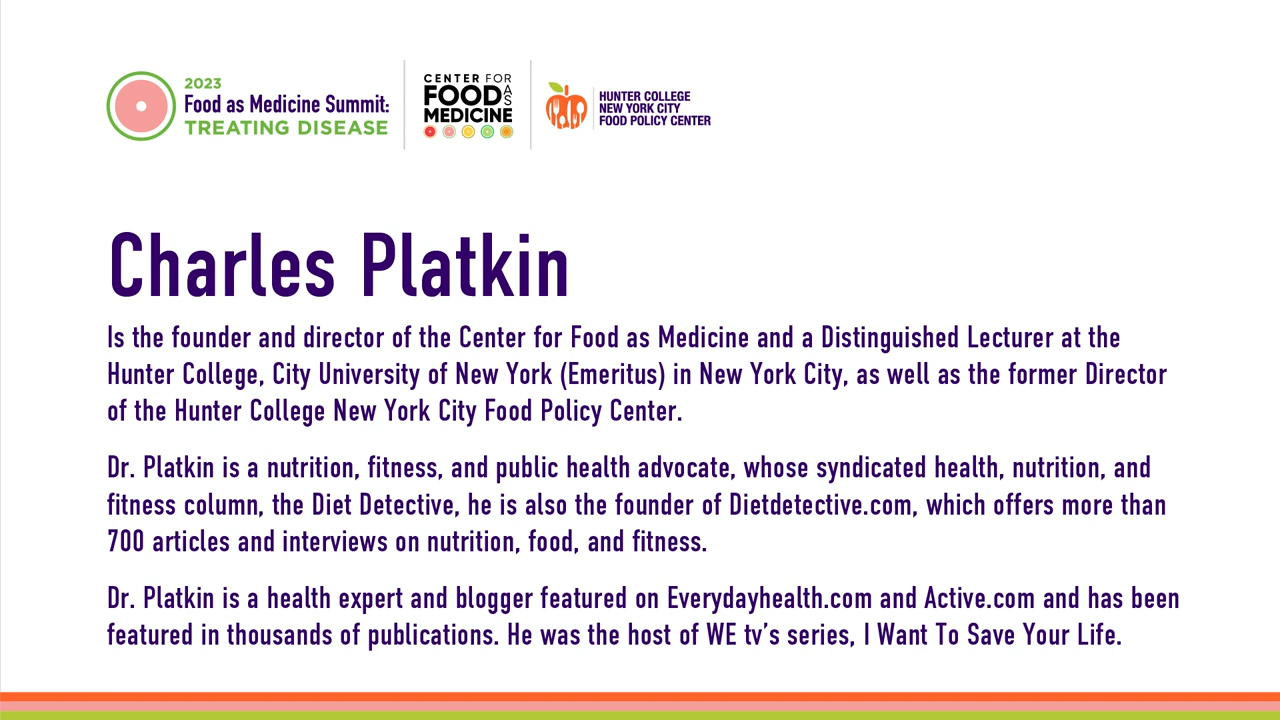 2023
Food as Medicine Summit:
TREATING DISEASE
CENTER FOR
FOOD AS
MEDICINE
HUNTER COLLEGE
NEW YORK CITY
FOOD POLICY CENTER
Charles Platkin
Is the founder and director of the Center for Food as Medicine and a Distinguished Lecturer at the
Hunter College, City University of New York (Emeritus) in New York City, as well as the former Director
of the Hunter College New York City Food Policy Center.
Dr. Platkin is a nutrition, fitness, and public health advocate, whose syndicated health, nutrition, and
fitness column, the Diet Detective, he is also the founder of Dietdetective.com, which offers more than
700 articles and interviews on nutrition, food, and fitness.
Dr. Platkin is a health expert and blogger featured on Everydayhealth.com and Active.com and has been
featured in thousands of publications. He was the host of WE tv’s series, I Want To Save Your Life.